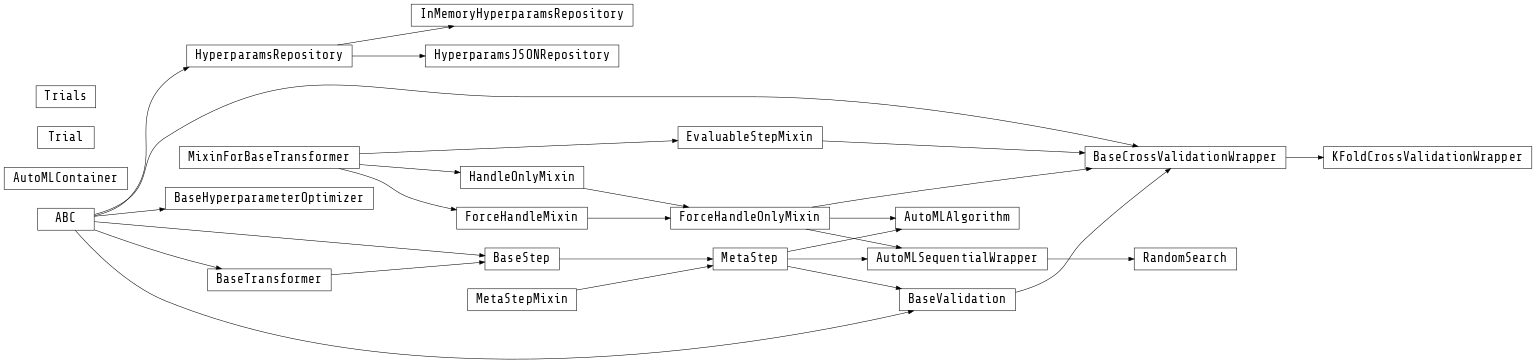 InMemoryHyperparamsRepository
HyperparamsRepository
HyperparamsJSONRepository
Trials
Trial
EvaluableStepMixin
MixinForBaseTransformer
BaseCrossValidationWrapper
KFoldCrossValidationWrapper
AutoMLContainer
HandleOnlyMixin
BaseHyperparameterOptimizer
ABC
ForceHandleMixin
ForceHandleOnlyMixin
AutoMLAlgorithm
BaseStep
MetaStep
AutoMLSequentialWrapper
RandomSearch
BaseTransformer
MetaStepMixin
BaseValidation